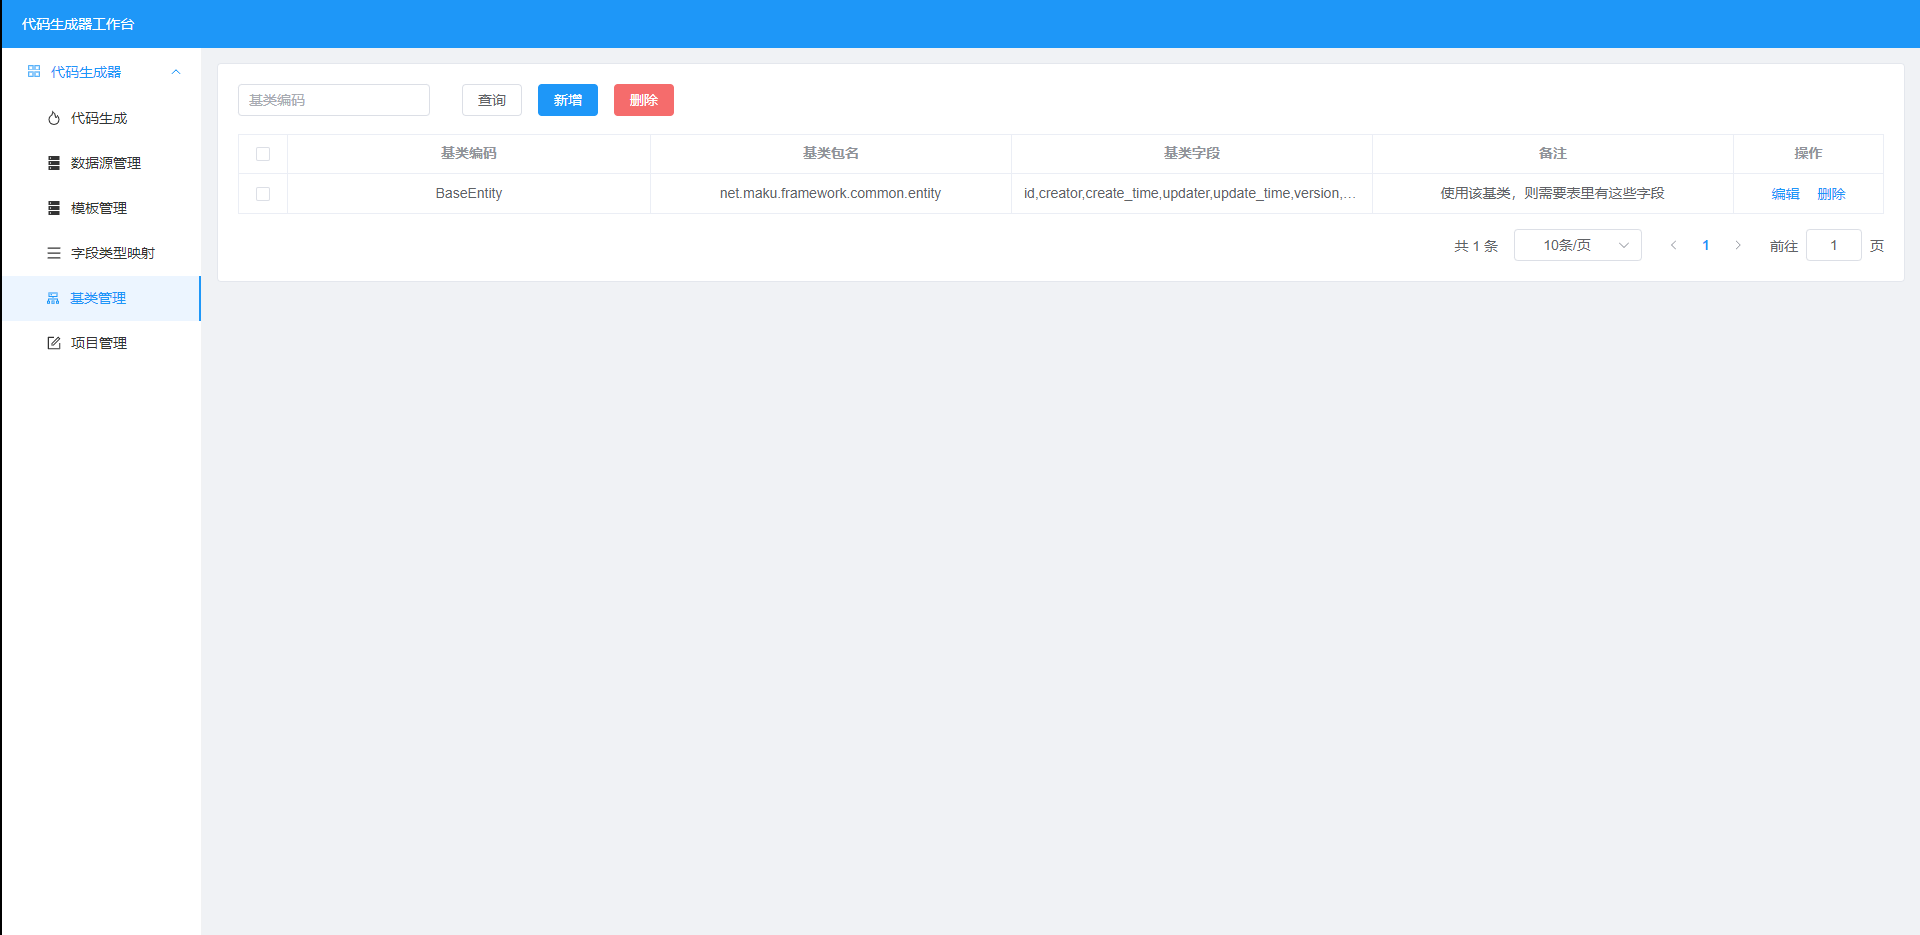 代码生成器工作台
代码生成器
代码生成
数据源管理
模板管理
字段类型映射
基类管理
项目管理
基类编码 查询 新增 删除
基类编码 基类包名 基类字段 备注 操作
BaseEntity net.maku.framework.common.entity id,creator,create_time,updater,update_time,version,... 使用该基类，则需要表里有这些字段 编辑 删除
共 1 条 10条/页 1 前往 1 页